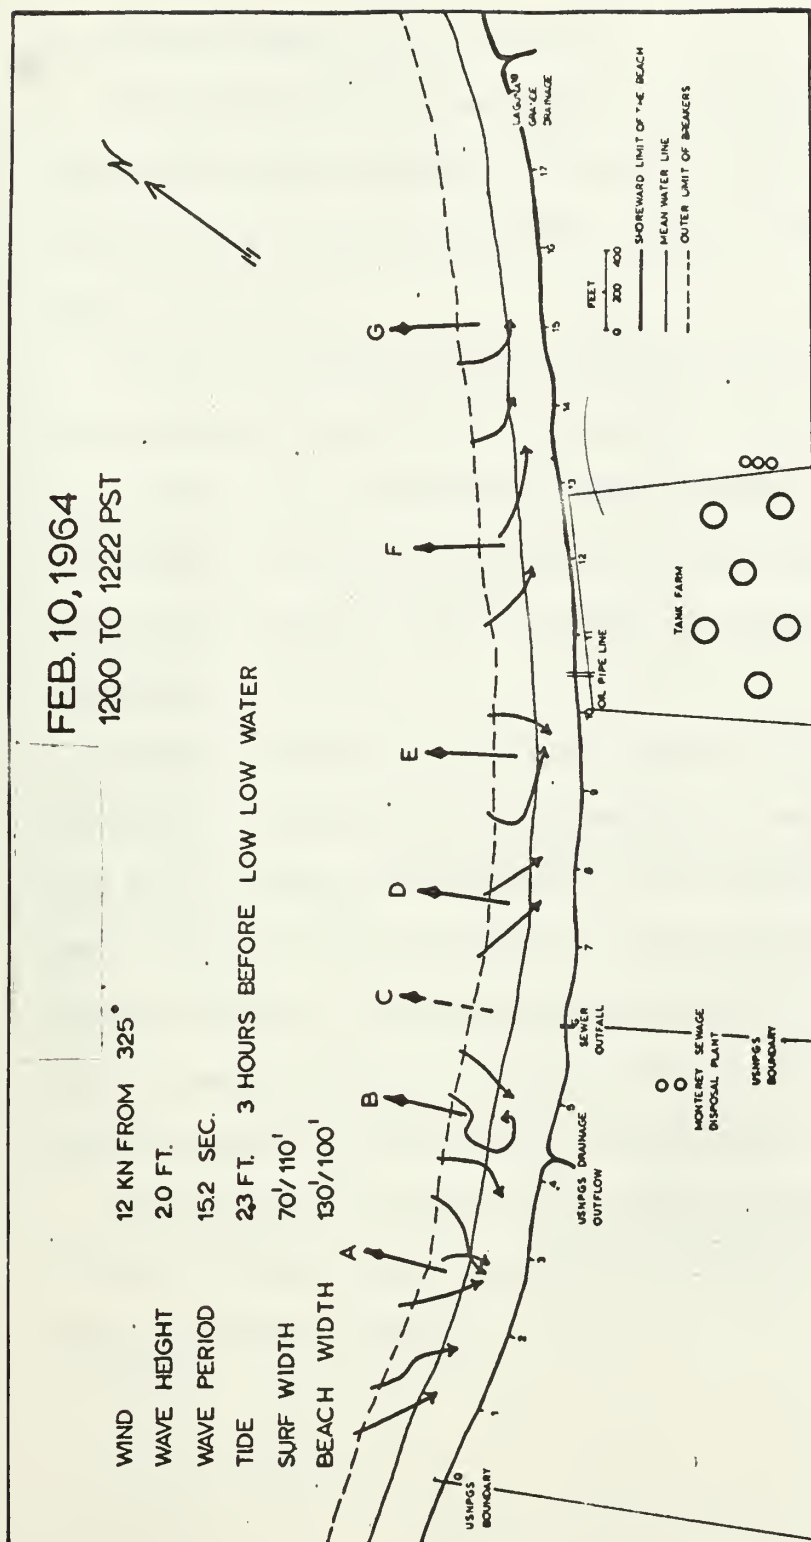 FEB. 10, 1964
1200 TO 1222 PST
WIND 12 KN FROM 325°
WAVE HEIGHT 2.0 FT.
WAVE PERIOD 15.2 SEC.
TIDE 2.3 FT. 3 HOURS BEFORE LOW LOW WATER
SURF WIDTH 70'/110'
BEACH WIDTH 130'/100'
N
A
B
C
D
E
F
G
0
1
2
3
4
5
6
7
8
9
10
11
12
13
14
15
16
17
USNPGS
BOUNDARY
USNPGS DRAINAGE
OUTFLOW
SEWER
OUTFALL
MONTEREY SEWAGE
DISPOSAL PLANT
USNPGS
BOUNDARY
OIL PIPE LINE
TANK FARM
LAGUNA
GRANDE
DRAINAGE
FEET
0 200 400
SHOREWARD LIMIT OF THE BEACH
MEAN WATER LINE
OUTER LIMIT OF BREAKERS